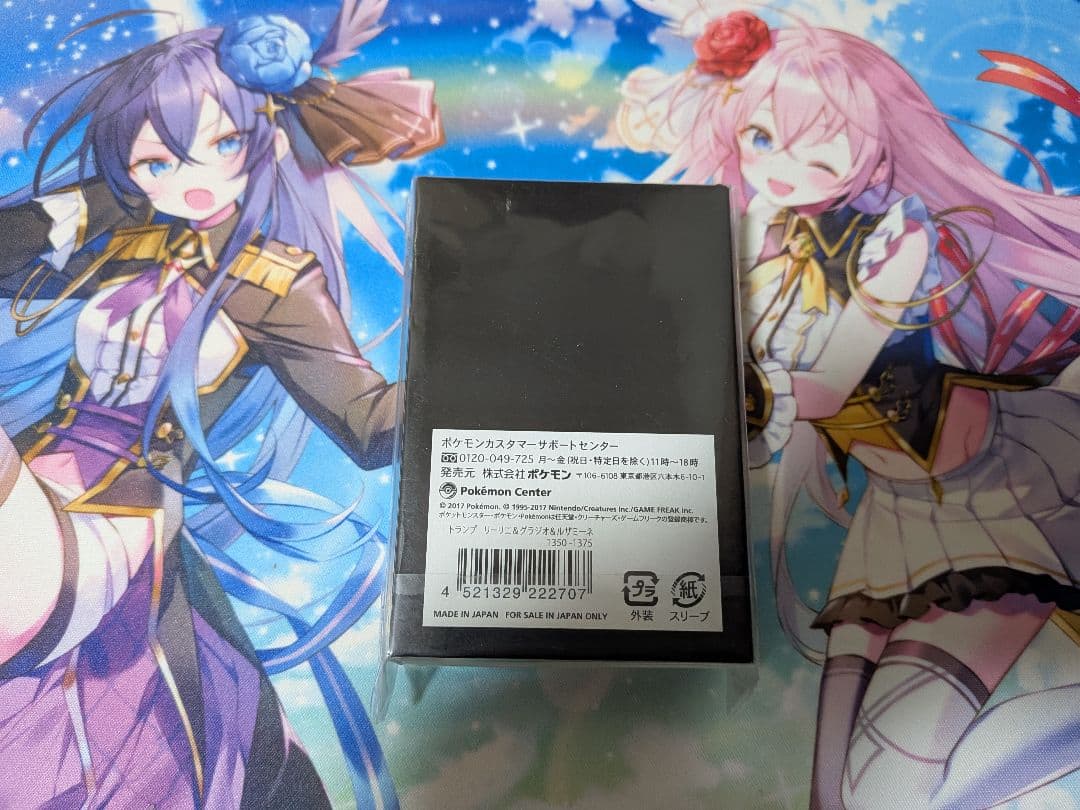 ポケモンカスタマーサポートセンター
0120-049-725 月～金(祝日・特定日を除く)11時～18時
発売元 株式会社ポケモン 〒106-6108 東京都港区六本木6-10-1
Pokémon Center
© 2017 Pokémon. © 1995-2017 Nintendo/Creatures Inc./GAME FREAK inc.
ポケットモンスター・ポケモン・Pokémonは任天堂・クリーチャーズ・ゲームフリークの登録商標です。
トランプ リーリエ&グラジオ&ルザミーネ
1350-1375
4 521329 222707
プラ 紙
外装 スリーブ
MADE IN JAPAN FOR SALE IN JAPAN ONLY